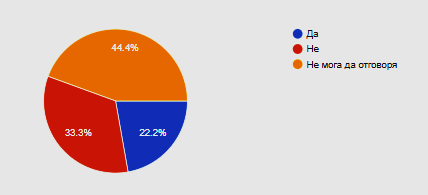 44.4%
33.3%
22.2%
Да
Не
Не мога да отговоря